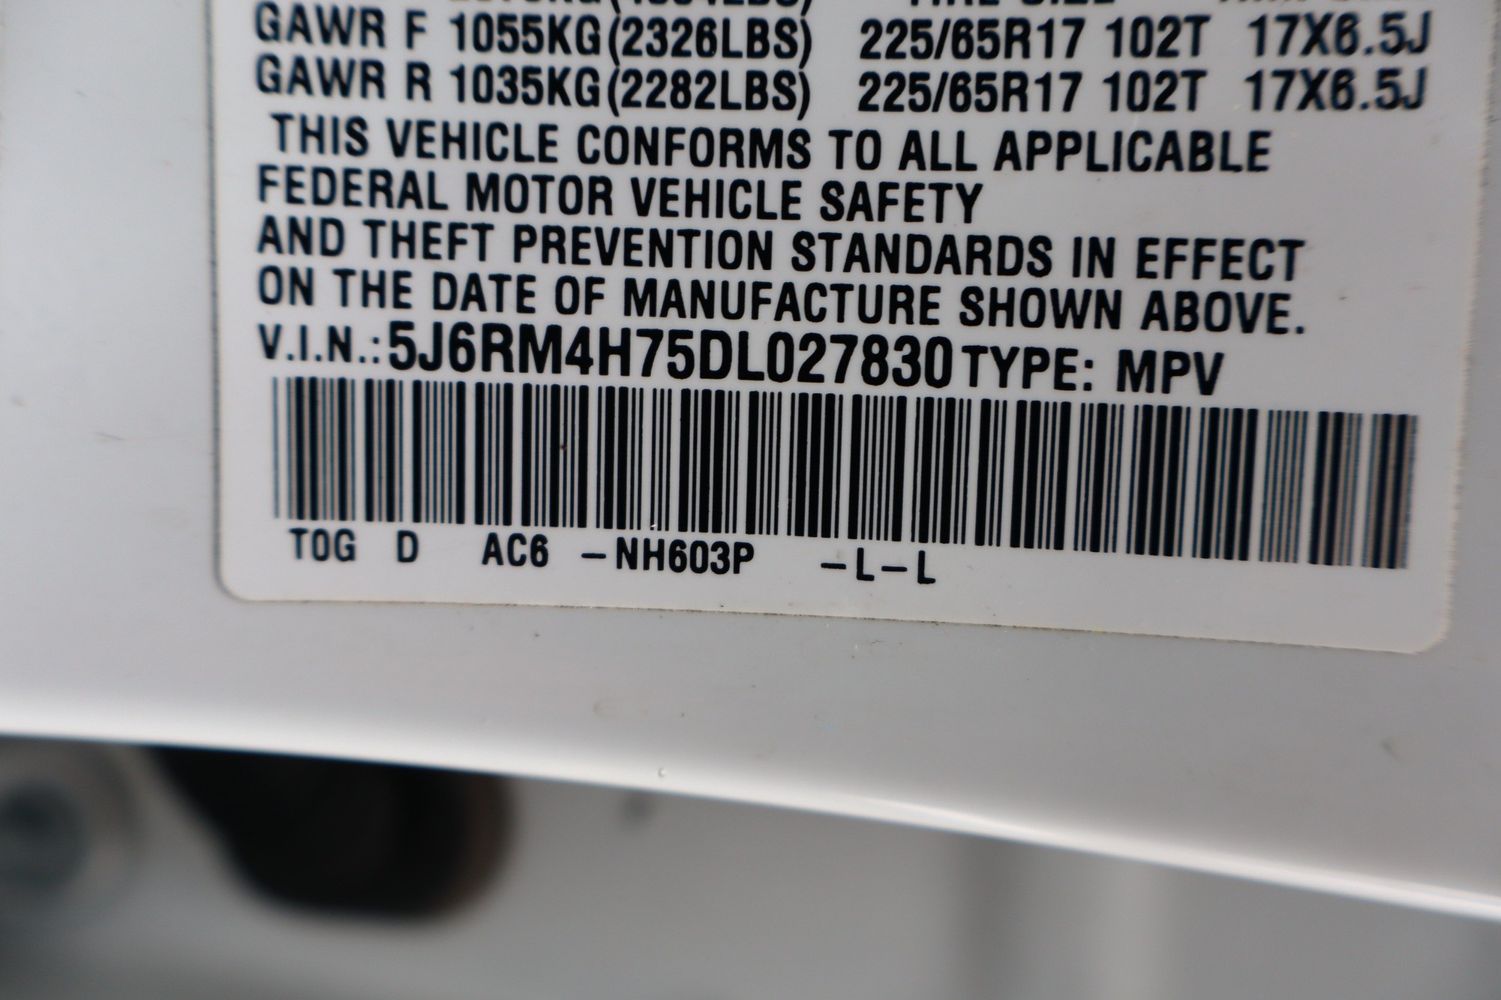 GAWR F 1055KG(2326LBS) 225/65R17 102T 17X6.5J
GAWR R 1035KG(2282LBS) 225/65R17 102T 17X6.5J
THIS VEHICLE CONFORMS TO ALL APPLICABLE
FEDERAL MOTOR VEHICLE SAFETY
AND THEFT PREVENTION STANDARDS IN EFFECT
ON THE DATE OF MANUFACTURE SHOWN ABOVE.
V.I.N.:5J6RM4H75DL027830 TYPE: MPV
TOG D AC6 -NH603P -L-L